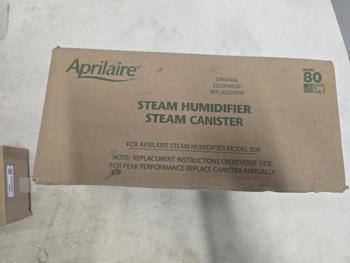 Aprilaire
ORIGINAL
EQUIPMENT
REPLACEMENT
MODEL
80
STEAM HUMIDIFIER
STEAM CANISTER
FOR APRILAIRE STEAM HUMIDIFIER MODEL 800
NOTE: REPLACEMENT INSTRUCTIONS ON REVERSE SIDE.
FOR PEAK PERFORMANCE REPLACE CANISTER ANNUALLY.